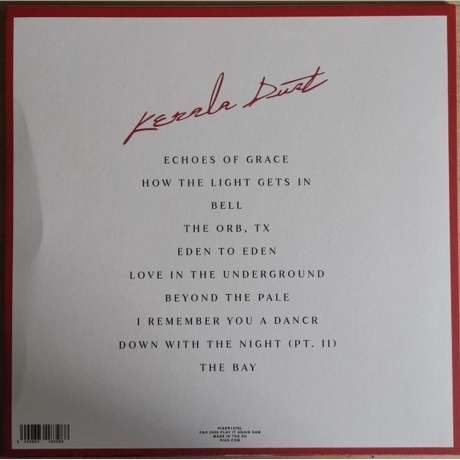 Kerala Dust
ECHOES OF GRACE
HOW THE LIGHT GETS IN
BELL
THE ORB, TX
EDEN TO EDEN
LOVE IN THE UNDERGROUND
BEYOND THE PALE
I REMEMBER YOU A DANCR
DOWN WITH THE NIGHT (PT. II)
THE BAY
MADE IN THE EU
PIAS.COM